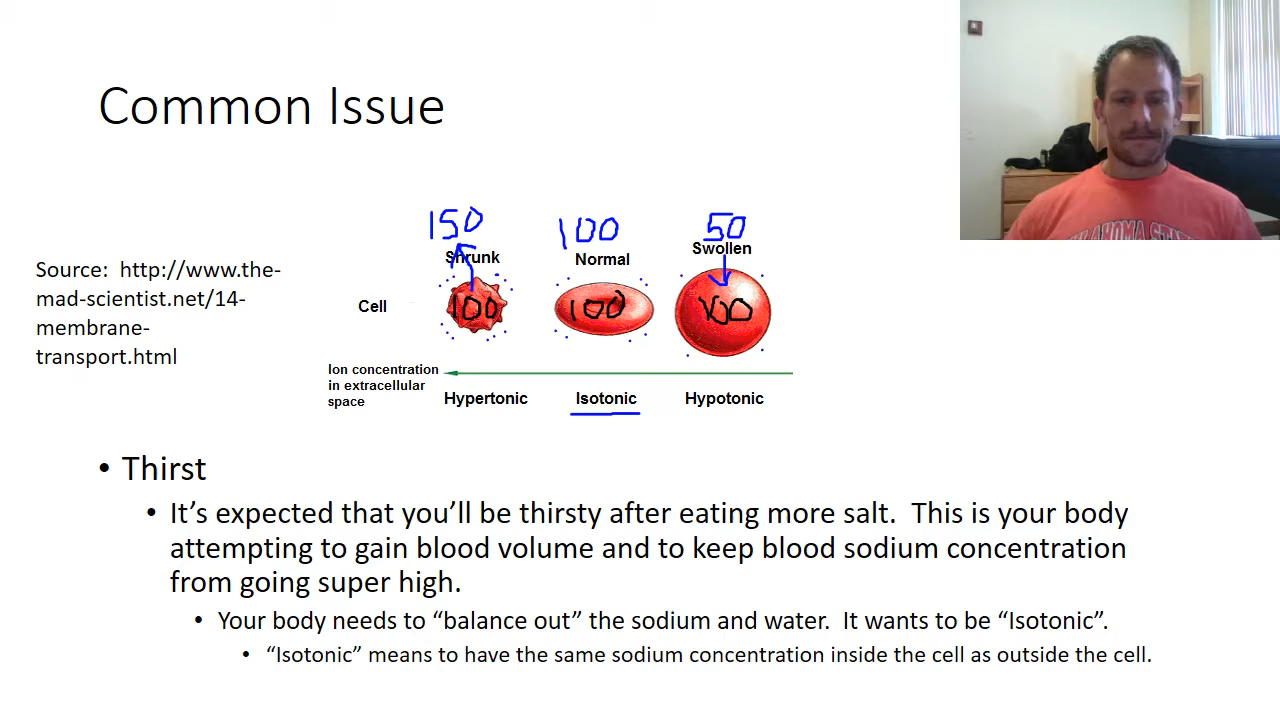 Common Issue
Source:  http://www.the-
mad-scientist.net/14-
membrane-
transport.html
150 100 50
Shrunk Normal Swollen
Cell
100 100 100
Ion concentration
in extracellular
space
Hypertonic Isotonic Hypotonic
• Thirst
• It’s expected that you’ll be thirsty after eating more salt.  This is your body
attempting to gain blood volume and to keep blood sodium concentration
from going super high.
• Your body needs to “balance out” the sodium and water.  It wants to be “Isotonic”.
• “Isotonic” means to have the same sodium concentration inside the cell as outside the cell.